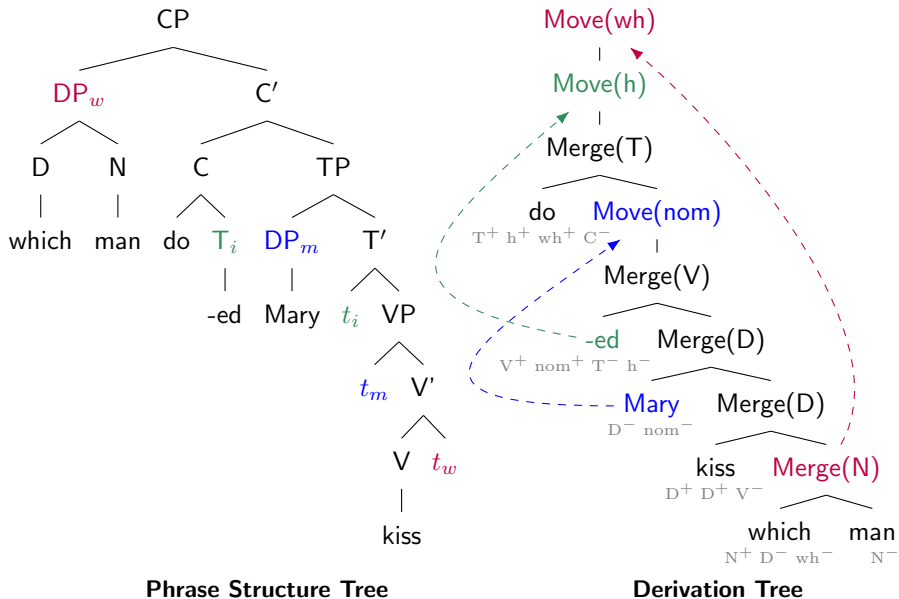 CP
DP_w C′
D N C TP
which man do T_i DP_m T′
-ed Mary t_i VP
t_m V'
V t_w
kiss
Phrase Structure Tree
Move(wh)
Move(h)
Merge(T)
do Move(nom)
T⁺ h⁺ wh⁺ C⁻
Merge(V)
-ed Merge(D)
V⁺ nom⁺ T⁻ h⁻
Mary Merge(D)
D⁻ nom⁻
kiss Merge(N)
D⁺ D⁺ V⁻
which man
N⁺ D⁻ wh⁻ N⁻
Derivation Tree